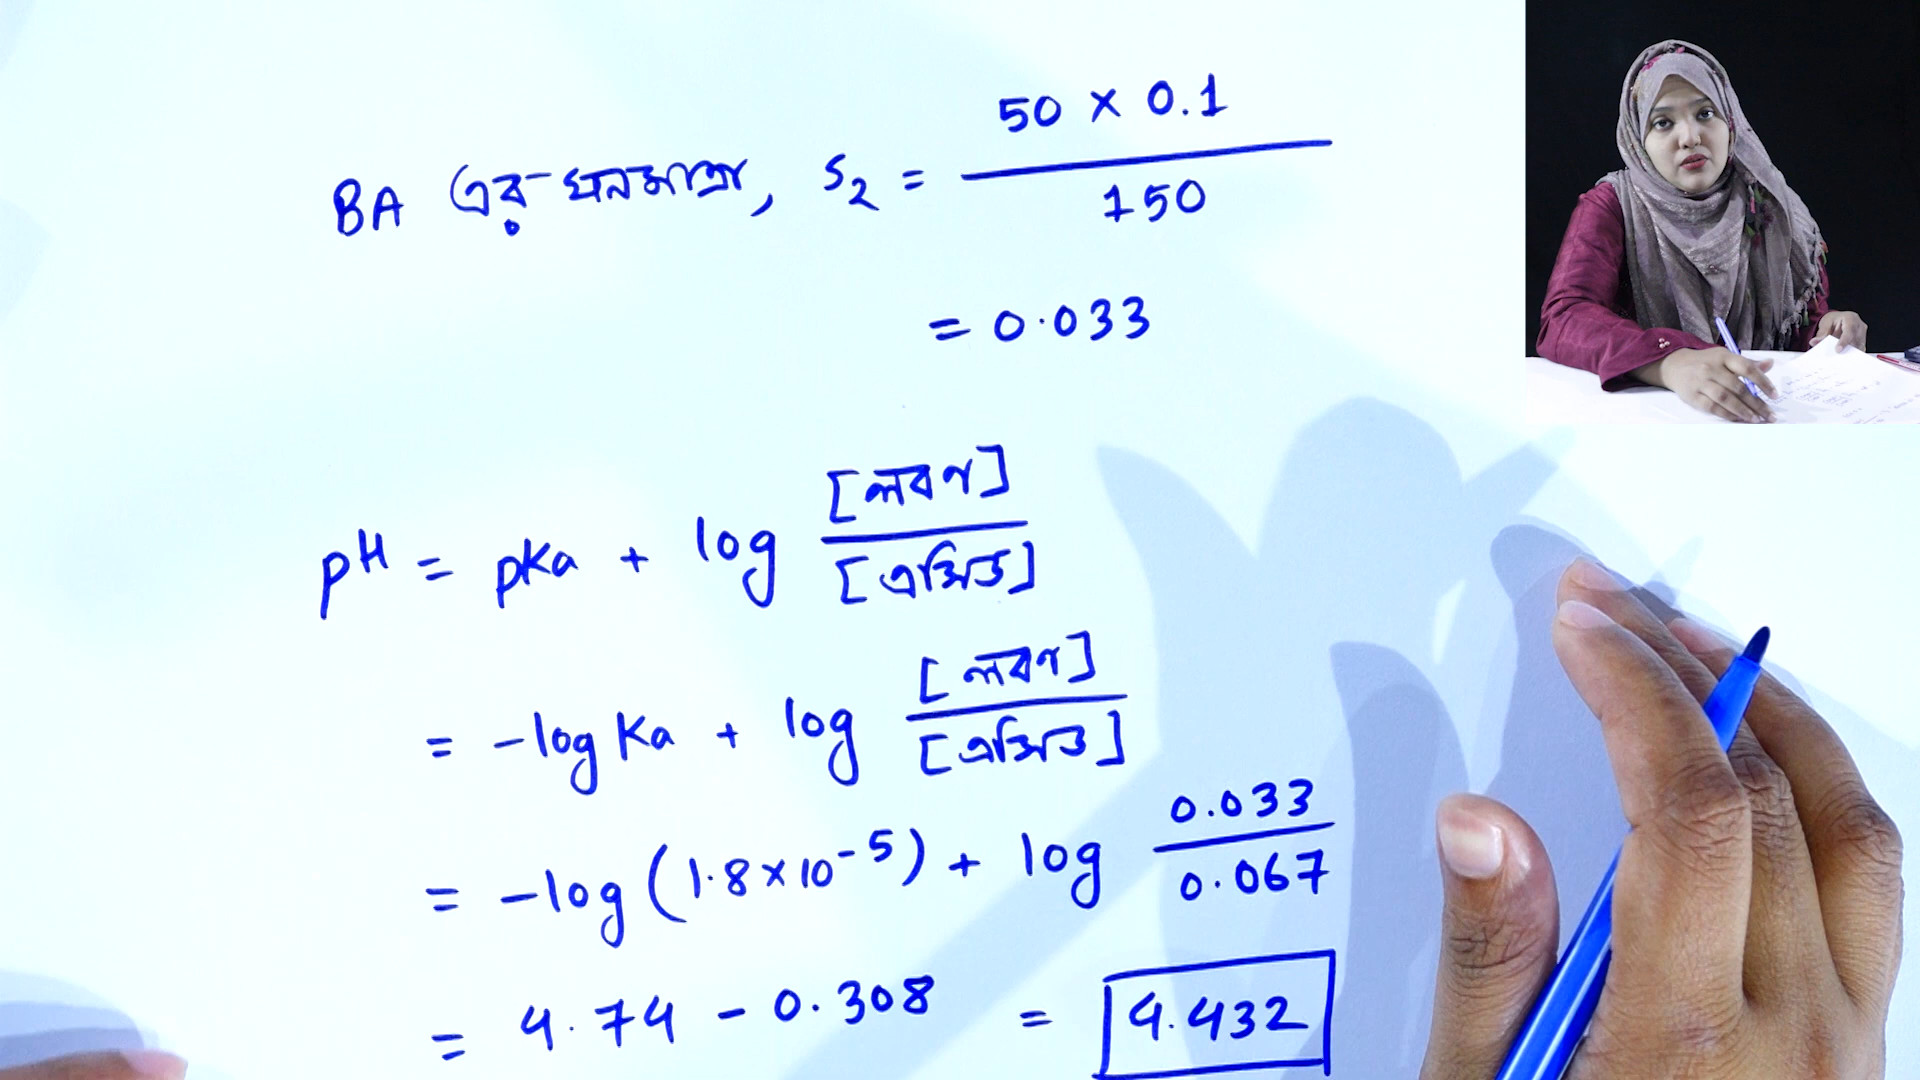 BA এর ঘনমাত্রা, S₂ = 50 × 0.1 / 150
= 0.033
pH = pKa + log [লবণ] / [এসিড]
= -log Ka + log [লবণ] / [এসিড]
= -log (1.8×10⁻⁵) + log 0.033 / 0.067
= 4.74 - 0.308 = 4.432